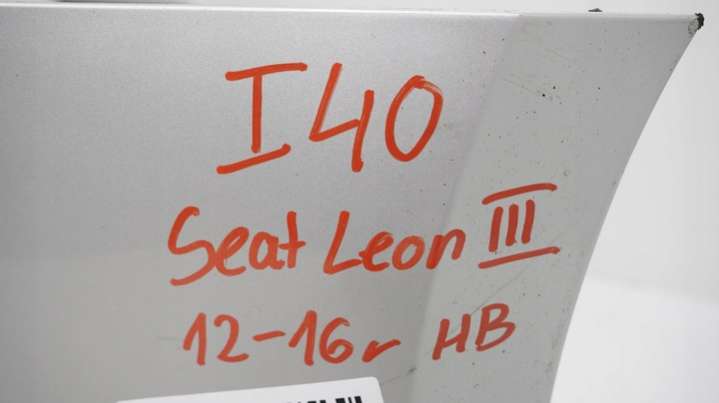 I40
Seat Leon III
12-16r HB